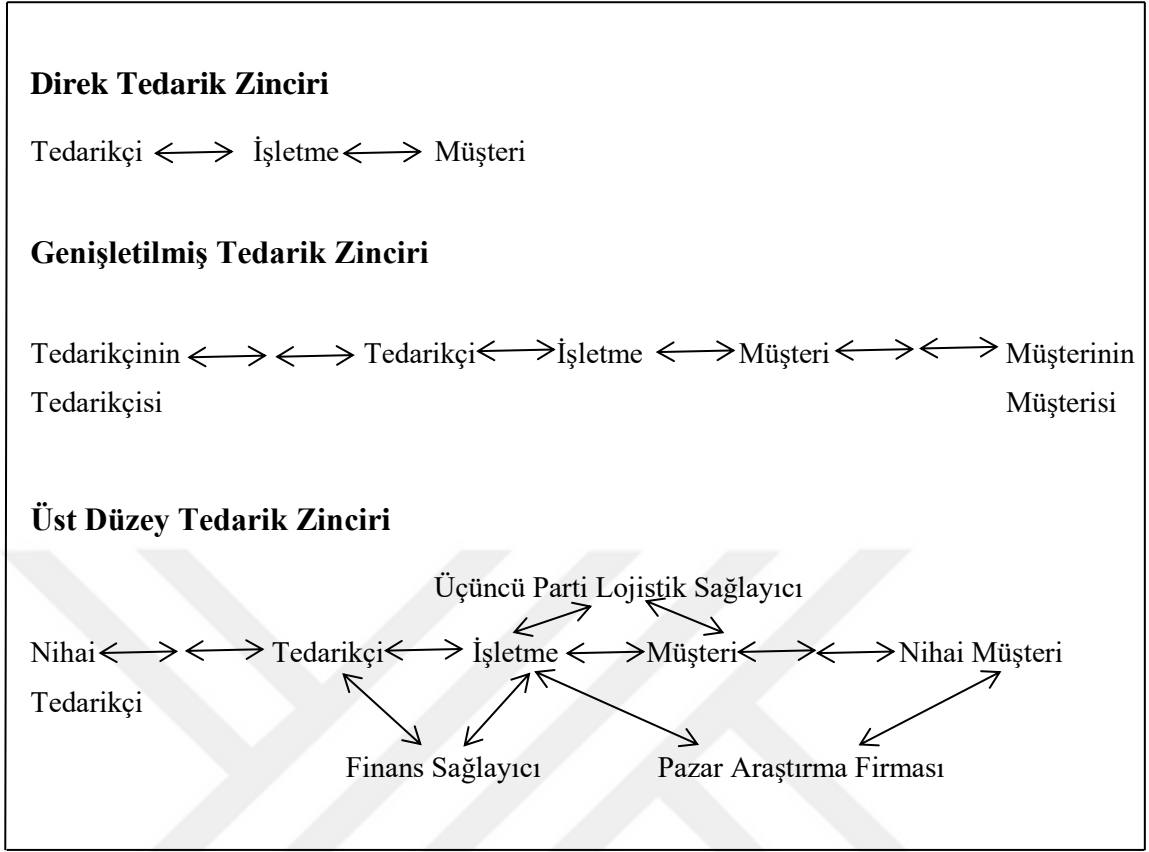 Direk Tedarik Zinciri
Tedarikçi İşletme Müşteri
Genişletilmiş Tedarik Zinciri
Tedarikçinin Tedarikçi İşletme Müşteri Müşterinin
Tedarikçisi Müşterisi
Üst Düzey Tedarik Zinciri
Üçüncü Parti Lojistik Sağlayıcı
Nihai Tedarikçi İşletme Müşteri Nihai Müşteri
Tedarikçi
Finans Sağlayıcı Pazar Araştırma Firması